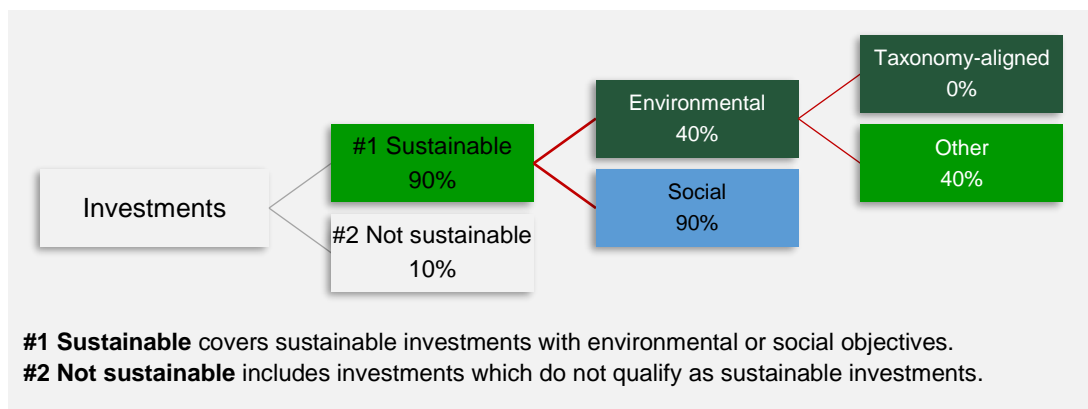 Investments
#1 Sustainable
90%
#2 Not sustainable
10%
Environmental
40%
Social
90%
Taxonomy-aligned
0%
Other
40%
#1 Sustainable covers sustainable investments with environmental or social objectives.
#2 Not sustainable includes investments which do not qualify as sustainable investments.